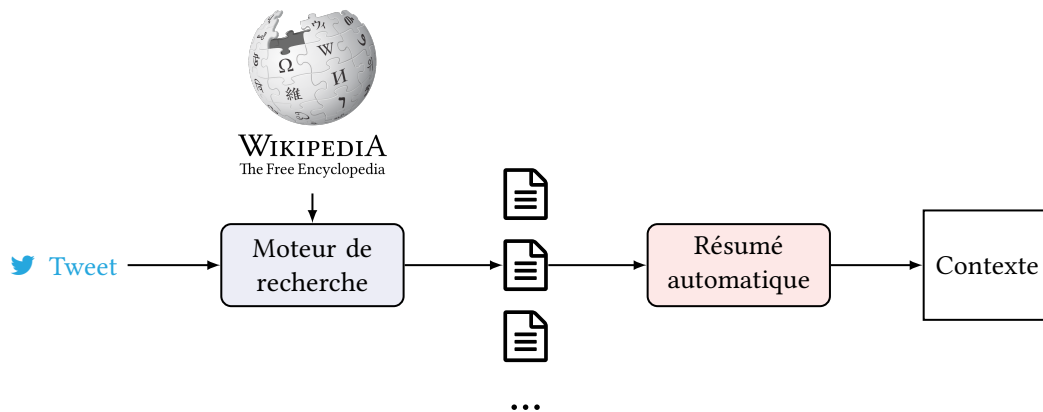 WIKIPEDIA
The Free Encyclopedia
Tweet
Moteur de
recherche
Résumé
automatique
Contexte
...